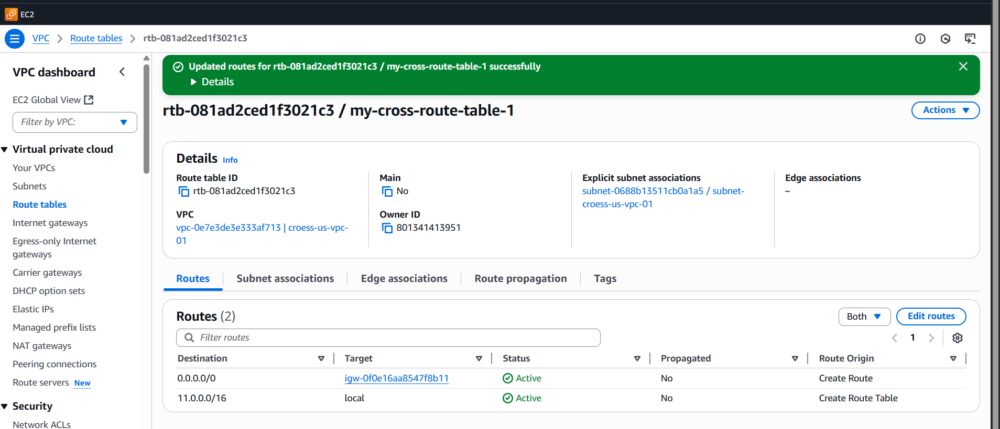 EC2
VPC > Route tables > rtb-081ad2ced1f3021c3
VPC dashboard
EC2 Global View
Filter by VPC:
Virtual private cloud
Your VPCs
Subnets
Route tables
Internet gateways
Egress-only Internet
gateways
Carrier gateways
DHCP option sets
Elastic IPs
Managed prefix lists
NAT gateways
Peering connections
Route servers New
Security
Network ACLs
Updated routes for rtb-081ad2ced1f3021c3 / my-cross-route-table-1 successfully
Details
rtb-081ad2ced1f3021c3 / my-cross-route-table-1
Actions
Details Info
Route table ID
rtb-081ad2ced1f3021c3
VPC
vpc-0e7e3de3e333af713 | croess-us-vpc-
01
Main
No
Owner ID
801341413951
Explicit subnet associations
subnet-0688b13511cb0a1a5 / subnet-
croess-us-vpc-01
Edge associations
–
Routes Subnet associations Edge associations Route propagation Tags
Routes (2)
Both Edit routes
Filter routes
1
Destination Target Status Propagated Route Origin
0.0.0.0/0 igw-0f0e16aa8547f8b11 Active No Create Route
11.0.0.0/16 local Active No Create Route Table